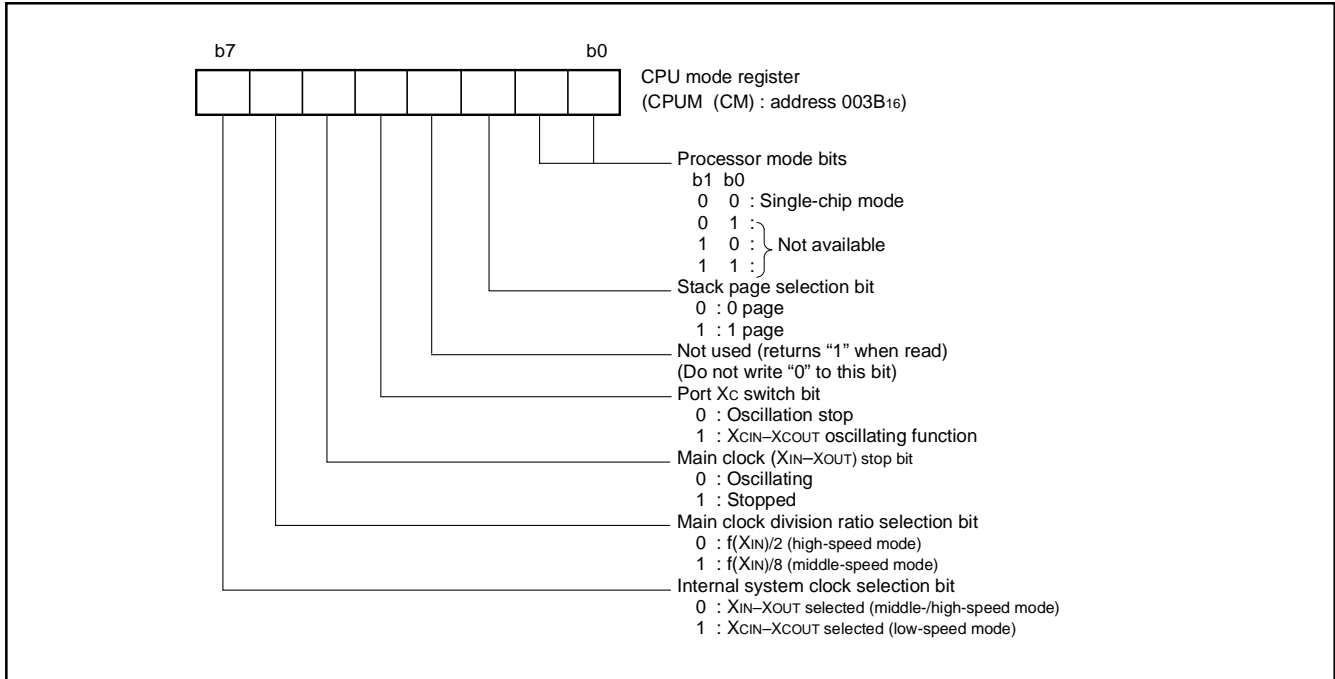 b7 b0
CPU mode register
(CPUM (CM) : address 003B16)
Processor mode bits
b1 b0
0 0 : Single-chip mode
0 1 :
1 0 : Not available
1 1 :
Stack page selection bit
0 : 0 page
1 : 1 page
Not used (returns “1” when read)
(Do not write “0” to this bit)
Port XC switch bit
0 : Oscillation stop
1 : XCIN–XCOUT oscillating function
Main clock (XIN–XOUT) stop bit
0 : Oscillating
1 : Stopped
Main clock division ratio selection bit
0 : f(XIN)/2 (high-speed mode)
1 : f(XIN)/8 (middle-speed mode)
Internal system clock selection bit
0 : XIN–XOUT selected (middle-/high-speed mode)
1 : XCIN–XCOUT selected (low-speed mode)